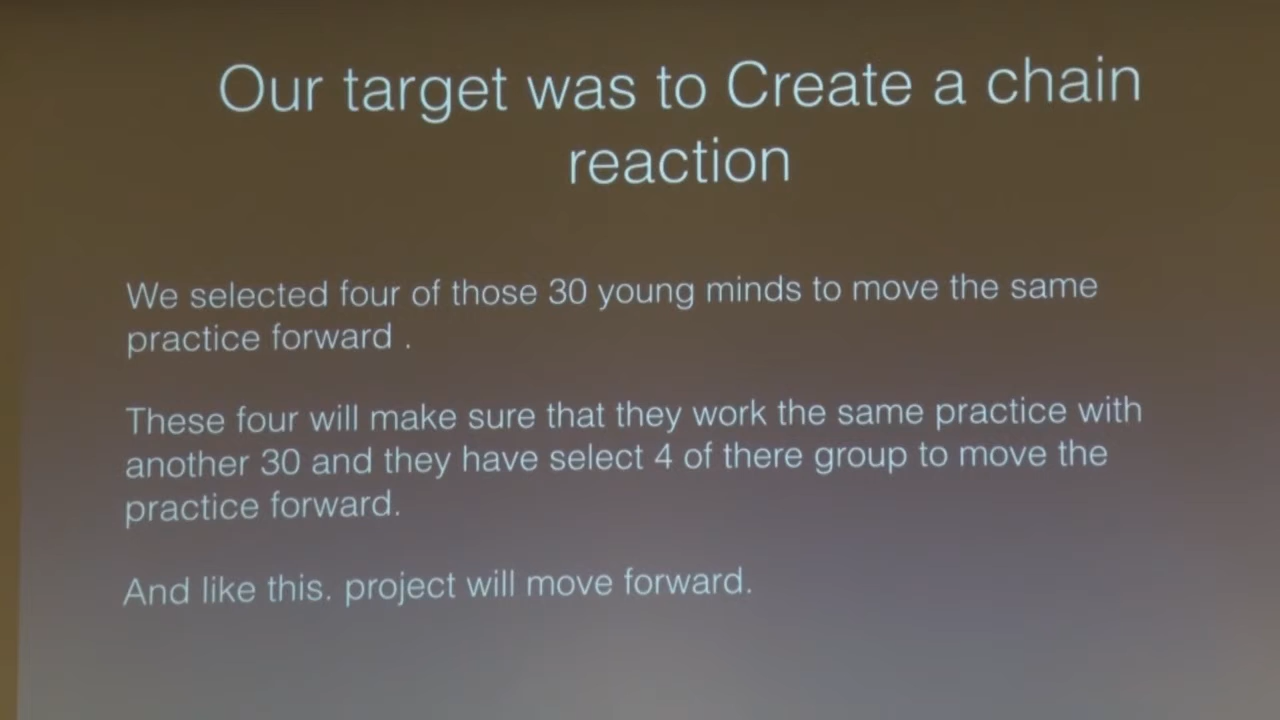 Our target was to Create a chain
reaction
We selected four of those 30 young minds to move the same
practice forward .
These four will make sure that they work the same practice with
another 30 and they have select 4 of there group to move the
practice forward.
And like this. project will move forward.